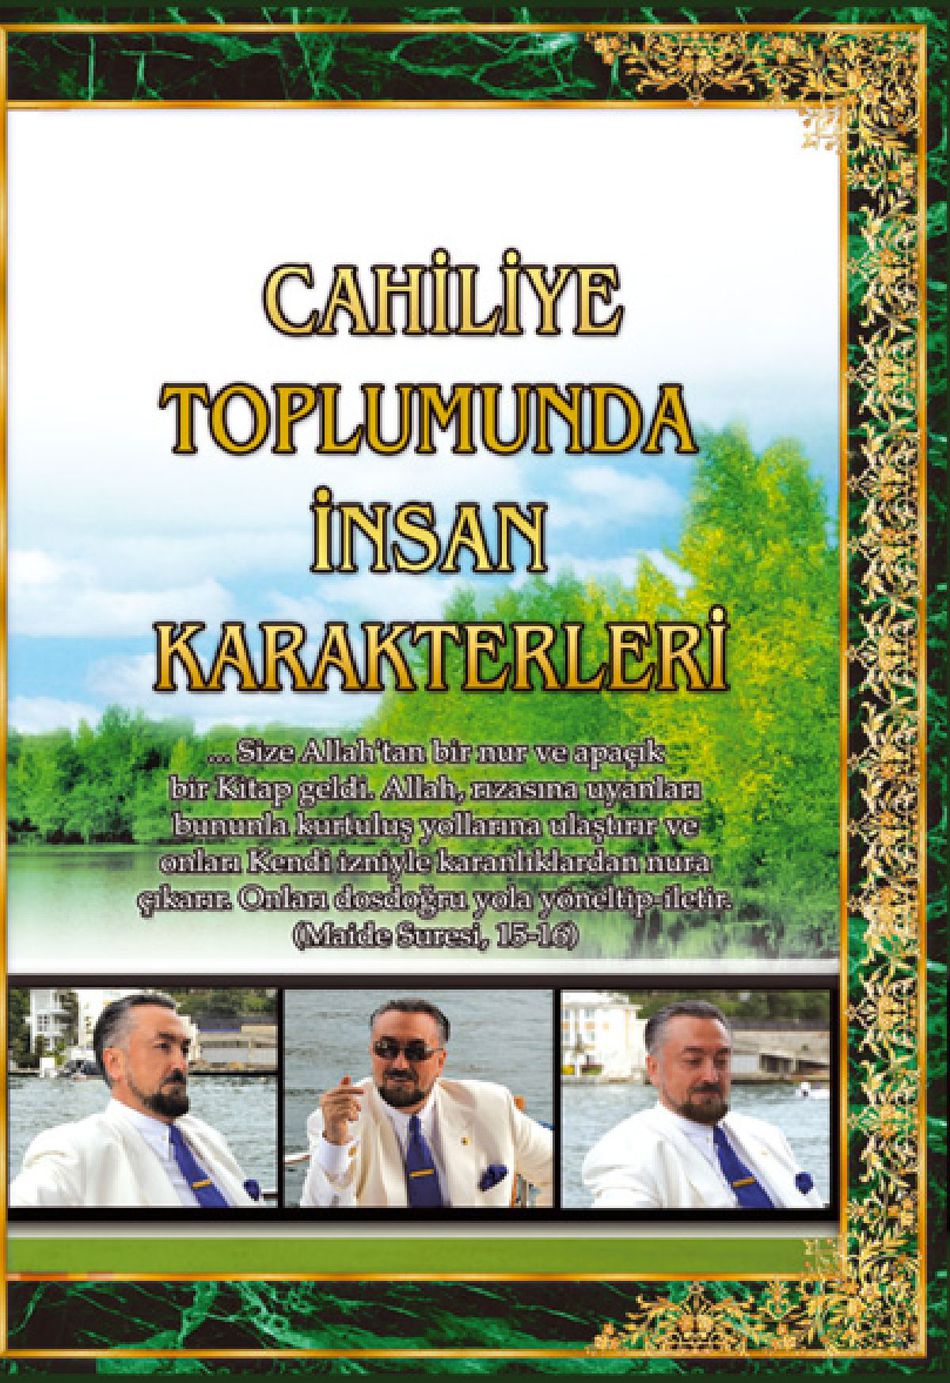 CAHİLİYE
TOPLUMUNDA
İNSAN
KARAKTERLERİ
... Size Allah'tan bir nur ve apaçık
bir Kitap geldi. Allah, rızasına uyanları
bununla kurtuluş yollarına ulaştırır ve
onları Kendi izniyle karanlıklardan nura
çıkarır. Onları dosdoğru yola yöneltip-iletir.
(Maide Suresi, 15-16)